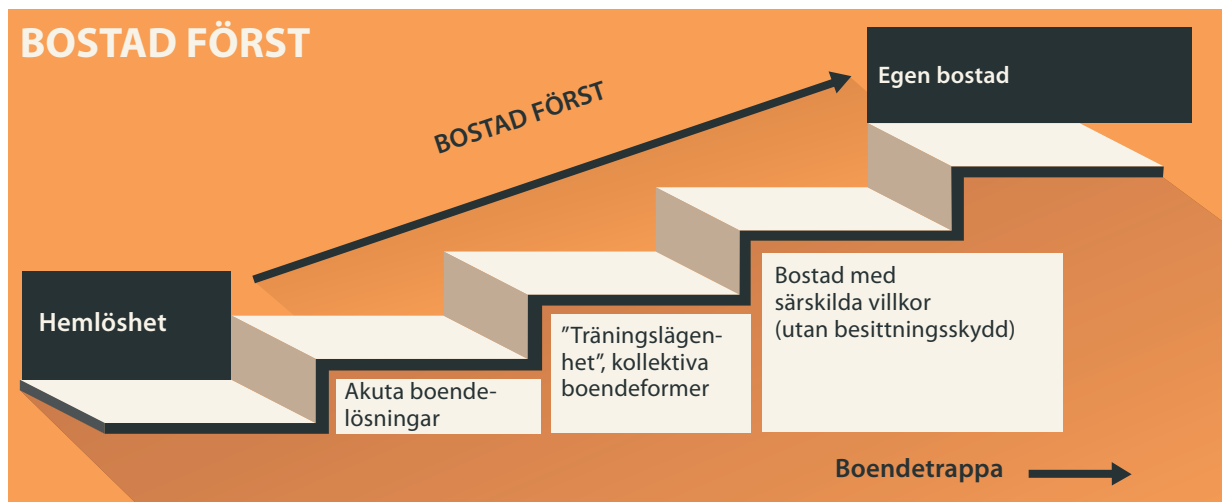 BOSTAD FÖRST
BOSTAD FÖRST
Egen bostad
Hemlöshet
Akuta boende-
lösningar
”Träningslägen-
het”, kollektiva
boendeformer
Bostad med
särskilda villkor
(utan besittningsskydd)
Boendetrappa